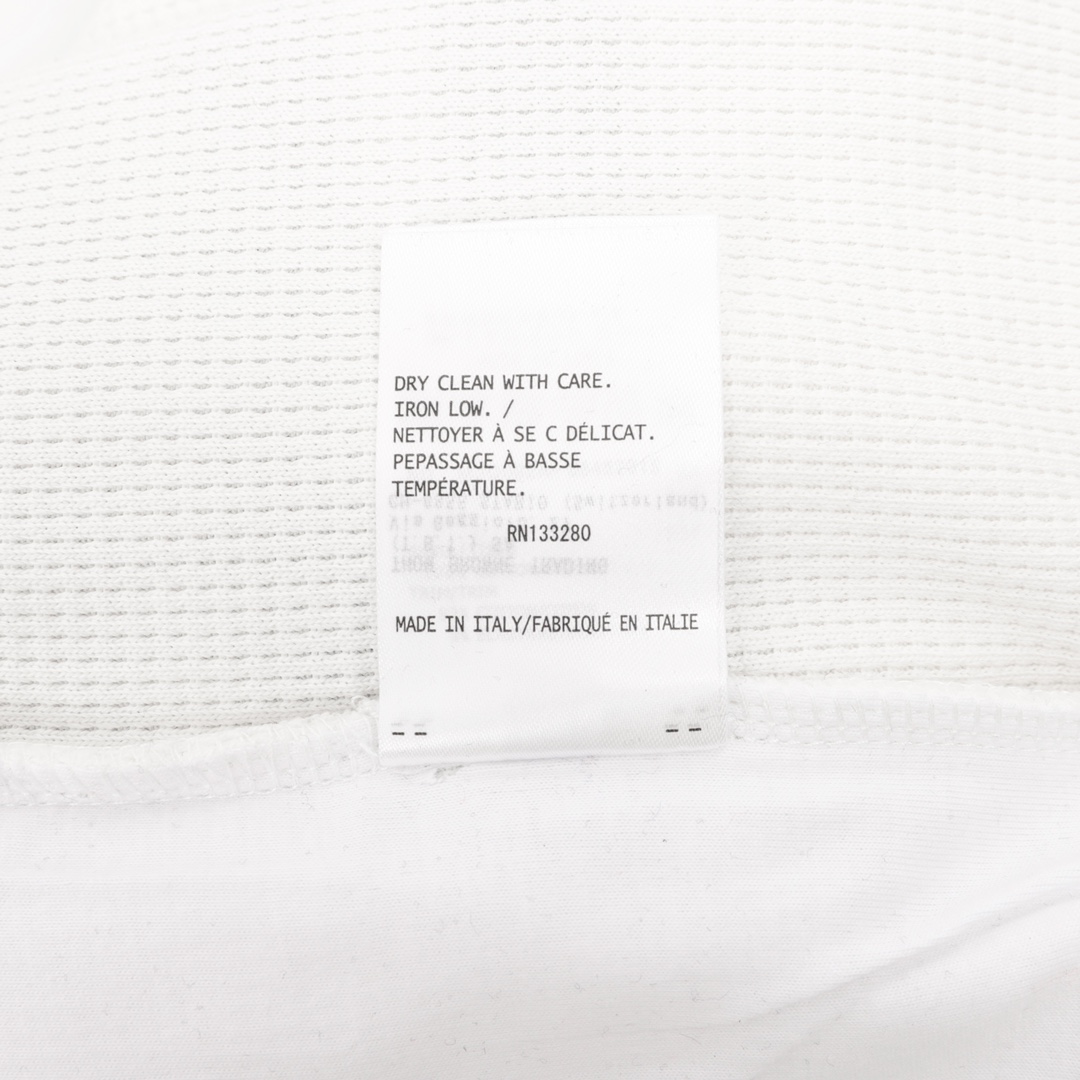 DRY CLEAN WITH CARE.
IRON LOW. /
NETTOYER À SE C DÉLICAT.
PEPASSAGE À BASSE
TEMPÉRATURE.
RN133280
MADE IN ITALY/FABRIQUÉ EN ITALIE
-- --